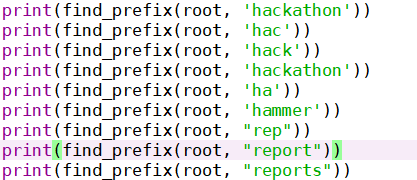 print(find_prefix(root, 'hackathon'))
print(find_prefix(root, 'hac'))
print(find_prefix(root, 'hack'))
print(find_prefix(root, 'hackathon'))
print(find_prefix(root, 'ha'))
print(find_prefix(root, 'hammer'))
print(find_prefix(root, "rep"))
print(find_prefix(root, "report"))
print(find_prefix(root, "reports"))